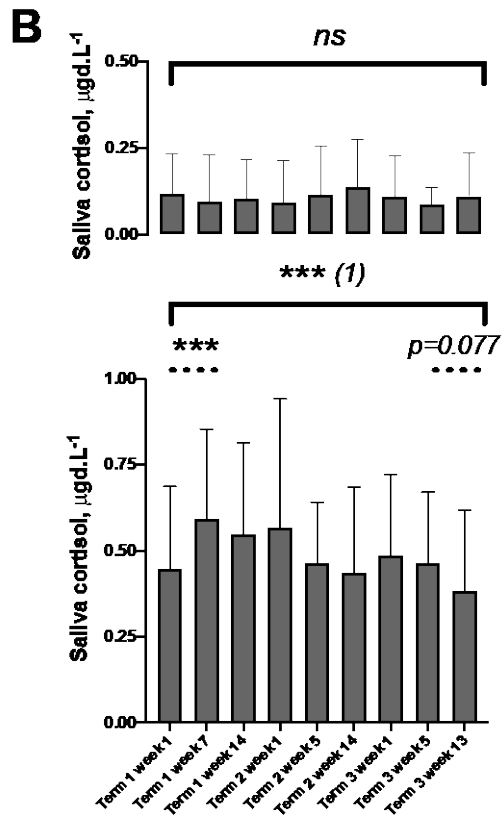 B
ns
Saliva cortisol, µgd.L-1
0.50
0.25
0.00
*** (1)
***
p=0.077
Saliva cortisol, µgd.L-1
1.00
0.75
0.50
0.25
0.00
Term 1 week 1
Term 1 week 7
Term 1 week 14
Term 2 week 1
Term 2 week 5
Term 2 week 14
Term 3 week 1
Term 3 week 5
Term 3 week 13